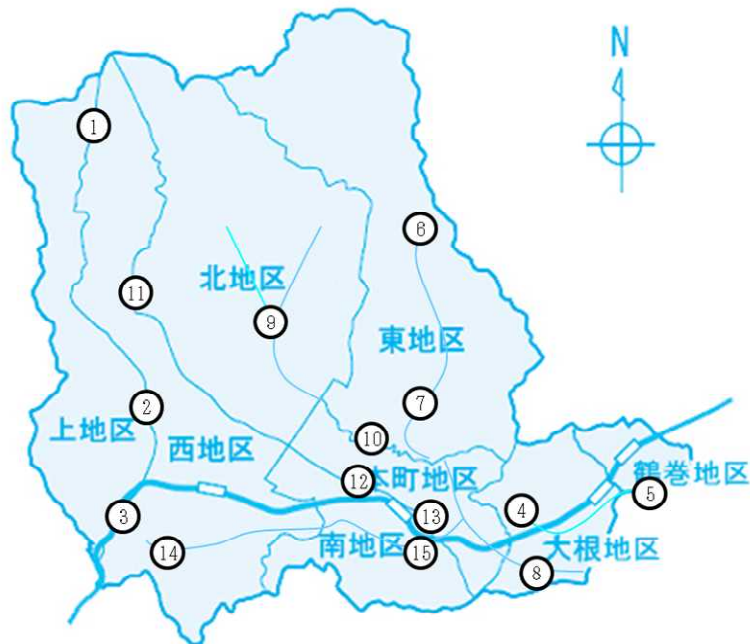 N
①
⑥
北地区
⑪
⑨
東地区
②
⑦
上地区
西地区
⑩
本町地区
鶴巻地区
⑫
⑤
③
⑬
④
南地区
大根地区
⑭
⑮
⑧